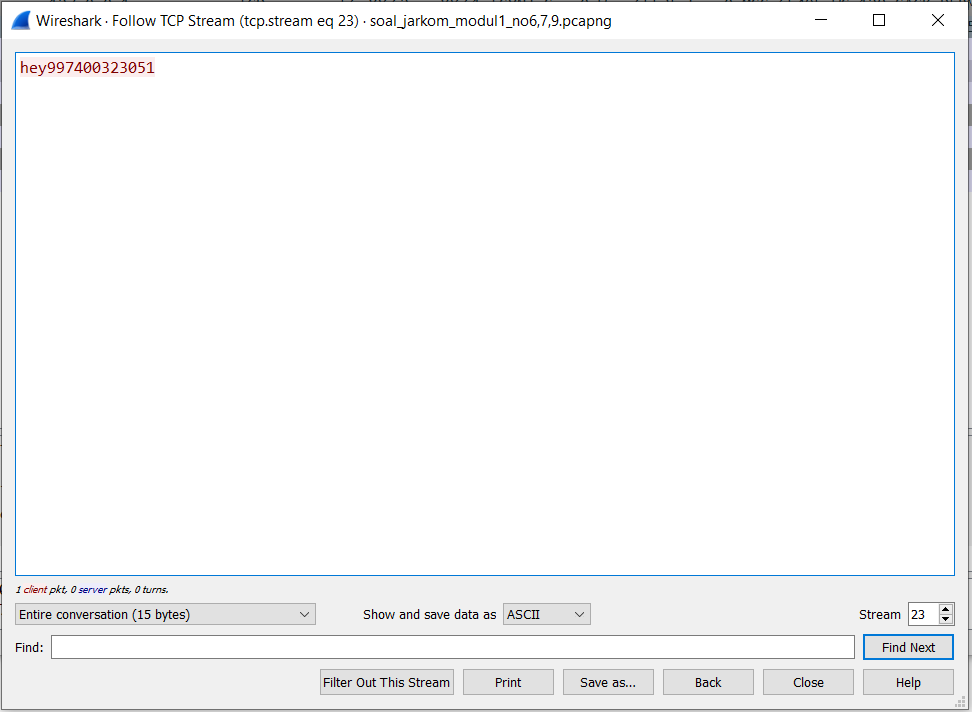 Wireshark · Follow TCP Stream (tcp.stream eq 23) · soal_jarkom_modul1_no6,7,9.pcapng
hey997400323051
1 client pkt, 0 server pkts, 0 turns.
Entire conversation (15 bytes) Show and save data as ASCII Stream 23
Find: Find Next
Filter Out This Stream Print Save as... Back Close Help